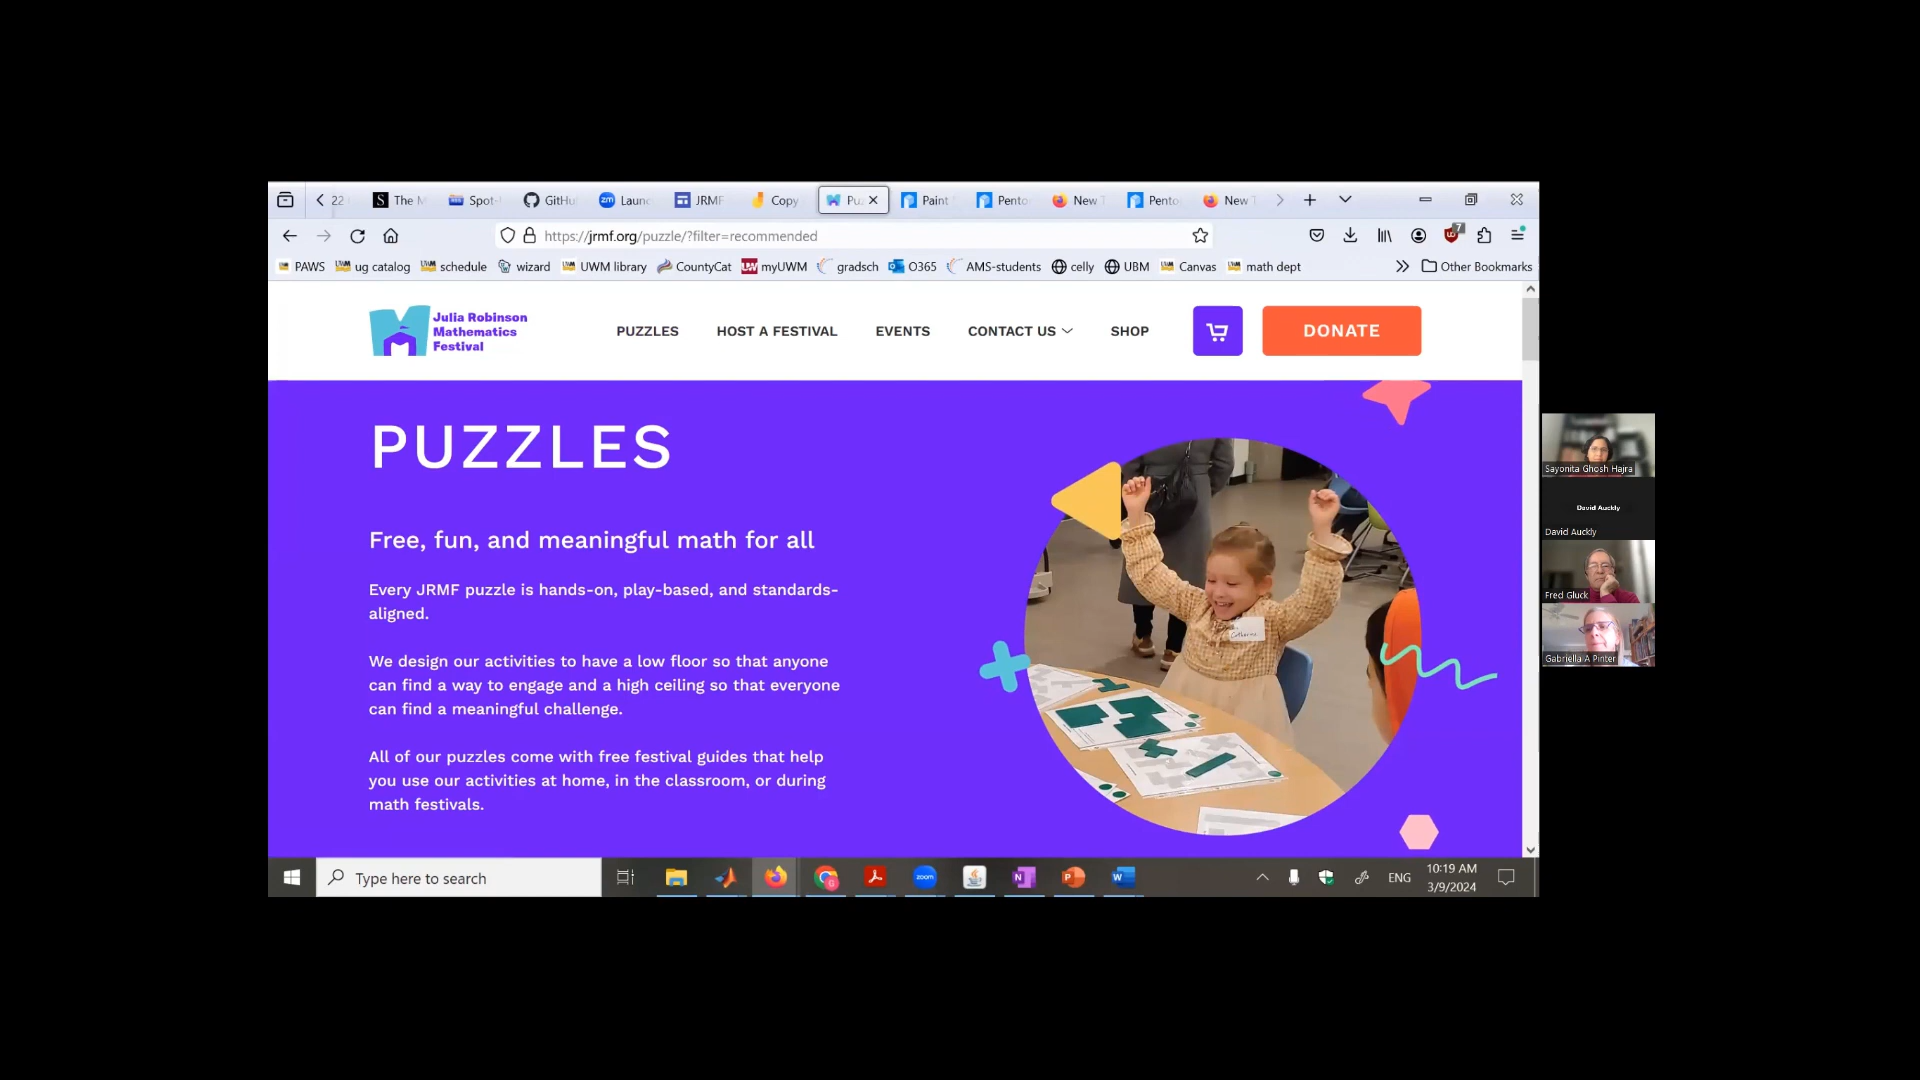 22
The M
Spot-
GitHu
zm
Laun
JRMF
Copy
Pu
Paint
Pento
New T
Pento
New T
https://jrmf.org/puzzle/?filter=recommended
7
PAWS
ug catalog
schedule
wizard
UWM library
CountyCat
myUWM
gradsch
O365
AMS-students
celly
UBM
Canvas
math dept
Other Bookmarks
Julia Robinson
Mathematics
Festival
PUZZLES
HOST A FESTIVAL
EVENTS
CONTACT US
SHOP
DONATE
PUZZLES
Free, fun, and meaningful math for all
Every JRMF puzzle is hands-on, play-based, and standards-
aligned.
We design our activities to have a low floor so that anyone
can find a way to engage and a high ceiling so that everyone
can find a meaningful challenge.
All of our puzzles come with free festival guides that help
you use our activities at home, in the classroom, or during
math festivals.
Sayonita Ghosh Hajra
David Auckly
David Auckly
Fred Gluck
Gabriella A Pinter
Type here to search
zoom
ENG
10:19 AM
3/9/2024